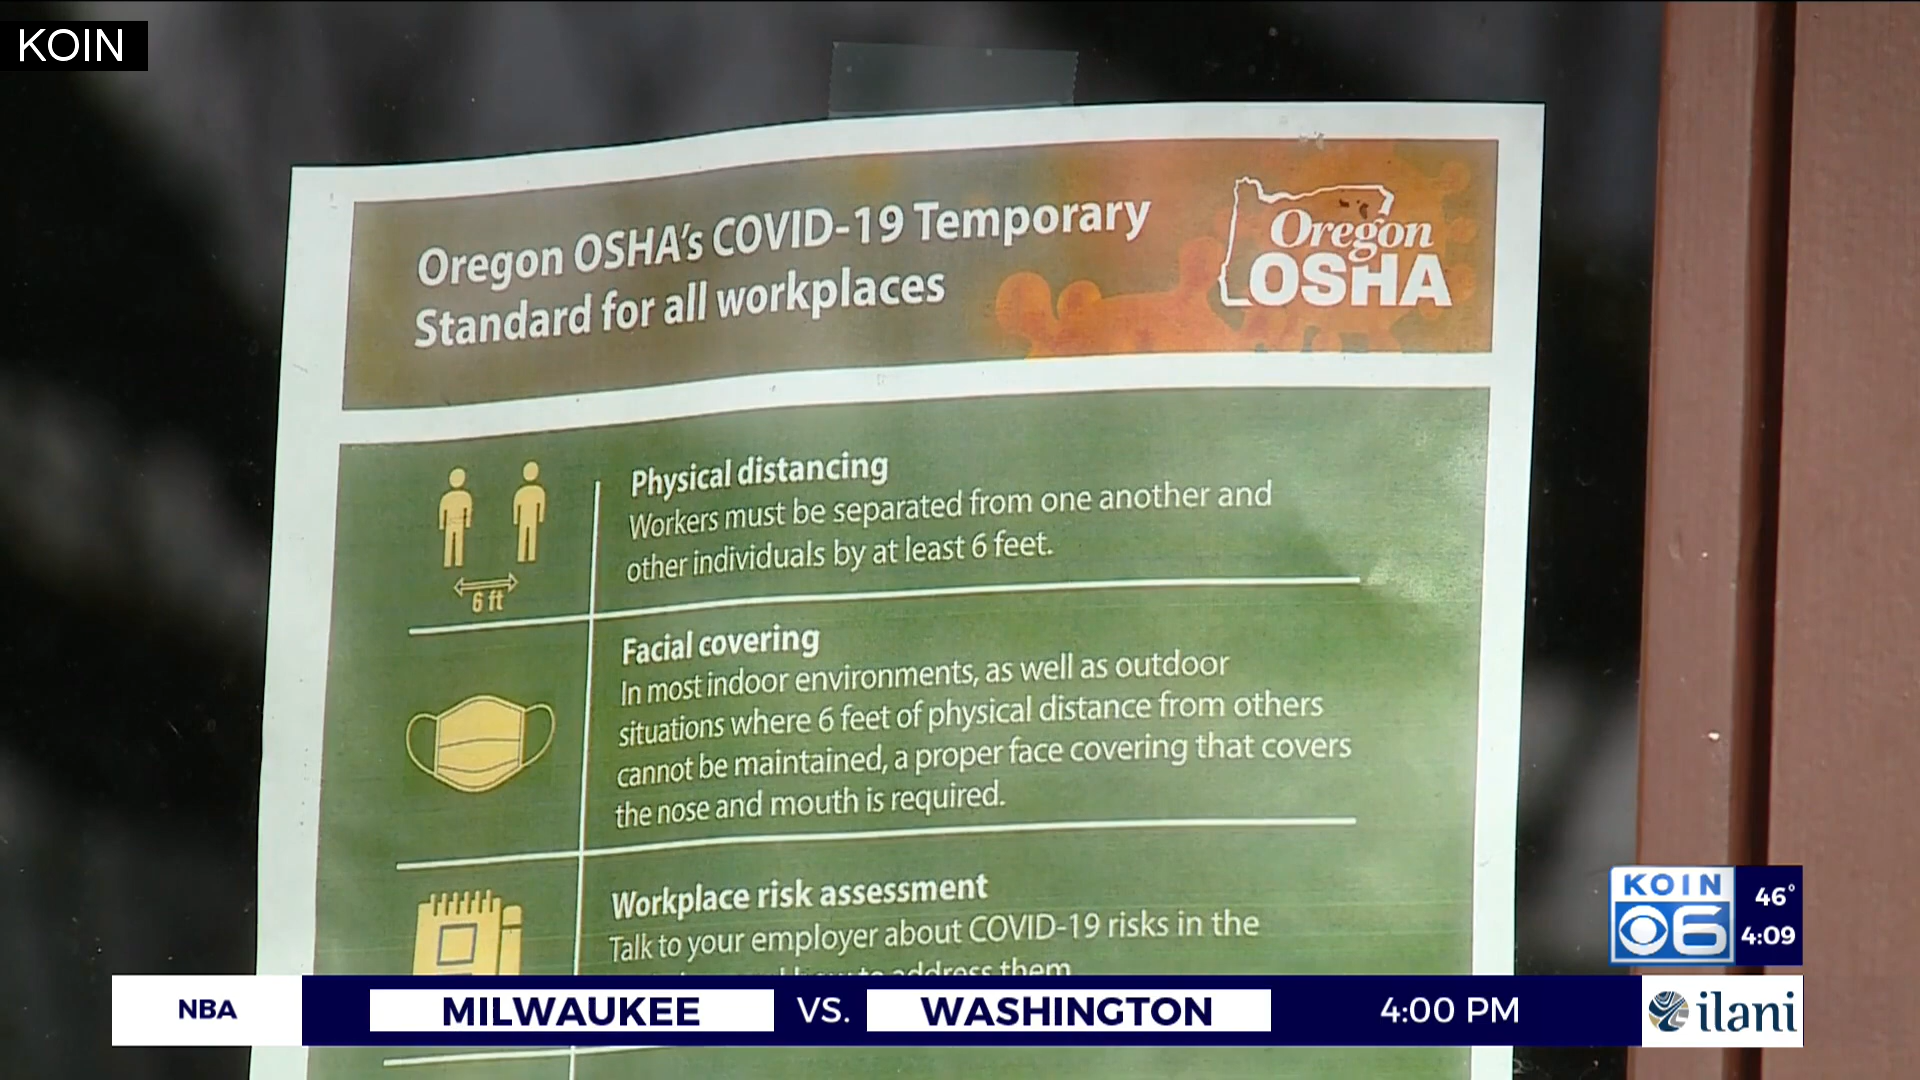 KOIN
Oregon OSHA's COVID-19 Temporary
Standard for all workplaces
Oregon
OSHA
6 ft
Physical distancing
Workers must be separated from one another and
other individuals by at least 6 feet.
Facial covering
In most indoor environments, as well as outdoor
situations where 6 feet of physical distance from others
cannot be maintained, a proper face covering that covers
the nose and mouth is required.
Workplace risk assessment
Talk to your employer about COVID-19 risks in the
to address them
KOIN
6
46°
4:09
NBA MILWAUKEE VS. WASHINGTON 4:00 PM ilani